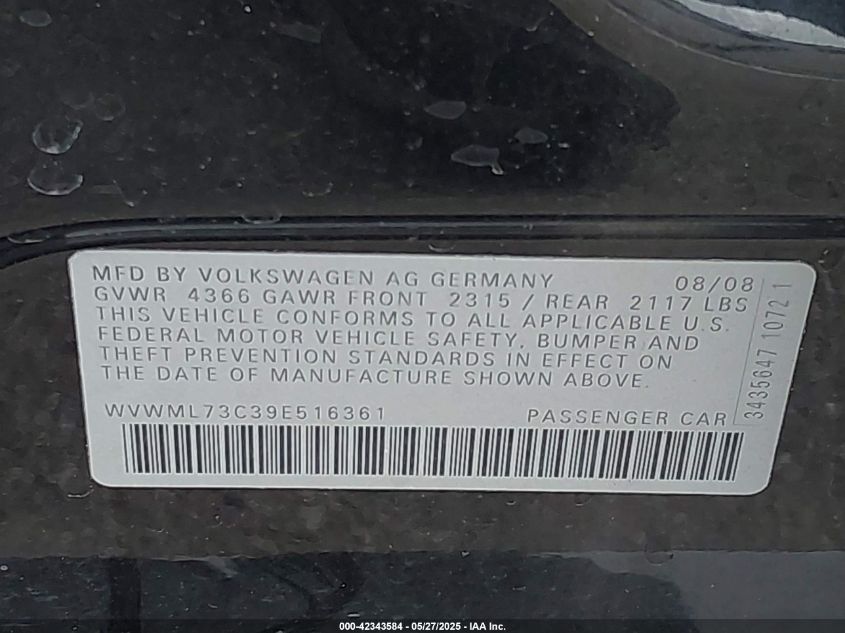 MFD BY VOLKSWAGEN AG GERMANY 08/08
GVWR 4366 GAWR FRONT 2315 / REAR 2117 LBS
THIS VEHICLE CONFORMS TO ALL APPLICABLE U.S.
FEDERAL MOTOR VEHICLE SAFETY, BUMPER AND
THEFT PREVENTION STANDARDS IN EFFECT ON
THE DATE OF MANUFACTURE SHOWN ABOVE.
WVWML73C39E516361 PASSENGER CAR
3435647 1072 1
000-42343584 - 05/27/2025 - IAA Inc.